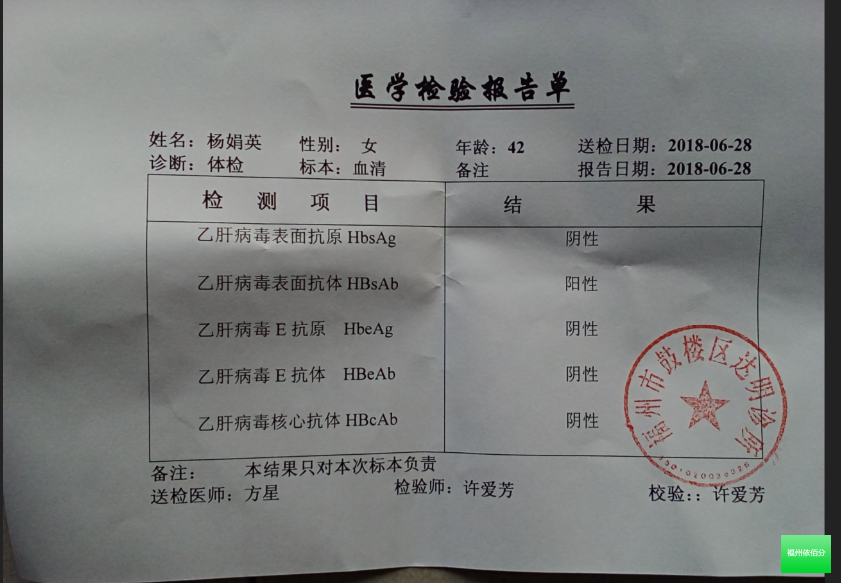 医学检验报告单
姓名：杨娟英 性别： 女 年龄：42 送检日期：2018-06-28
诊断：体检 标本：血清 备注 报告日期：2018-06-28
检 测 项 目 结 果
乙肝病毒表面抗原 HbsAg 阴性
乙肝病毒表面抗体 HBsAb 阳性
乙肝病毒 E 抗原 HbeAg 阴性
乙肝病毒 E 抗体 HBeAb 阴性
乙肝病毒核心抗体 HBcAb 阴性
福州市鼓楼区达明诊所
备注： 本结果只对本次标本负责
送检医师：方星 检验师：许爱芳 校验：：许爱芳
福州依伯分